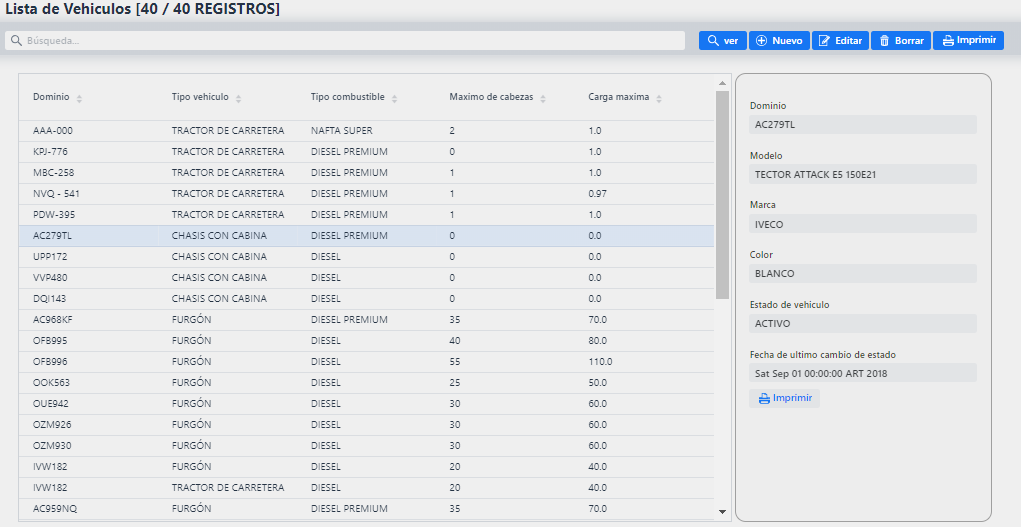 Lista de Vehiculos [40 / 40 REGISTROS]
Búsqueda... ver Nuevo Editar Borrar Imprimir
Dominio Tipo vehiculo Tipo combustible Maximo de cabezas Carga maxima
AAA-000 TRACTOR DE CARRETERA NAFTA SUPER 2 1.0
KPJ-776 TRACTOR DE CARRETERA DIESEL PREMIUM 0 1.0
MBC-258 TRACTOR DE CARRETERA DIESEL PREMIUM 1 1.0
NVQ - 541 TRACTOR DE CARRETERA DIESEL PREMIUM 1 0.97
PDW-395 TRACTOR DE CARRETERA DIESEL PREMIUM 1 1.0
AC279TL CHASIS CON CABINA DIESEL PREMIUM 0 0.0
UPP172 CHASIS CON CABINA DIESEL 0 0.0
VVP480 CHASIS CON CABINA DIESEL 0 0.0
DQI143 CHASIS CON CABINA DIESEL 0 0.0
AC968KF FURGÓN DIESEL PREMIUM 35 70.0
OFB995 FURGÓN DIESEL 40 80.0
OFB996 FURGÓN DIESEL 55 110.0
OOK563 FURGÓN DIESEL 25 50.0
OUE942 FURGÓN DIESEL 30 60.0
OZM926 FURGÓN DIESEL 30 60.0
OZM930 FURGÓN DIESEL 30 60.0
IVW182 FURGÓN DIESEL 20 40.0
IVW182 TRACTOR DE CARRETERA DIESEL 20 40.0
AC959NQ FURGÓN DIESEL PREMIUM 35 70.0
Dominio
AC279TL
Modelo
TECTOR ATTACK E5 150E21
Marca
IVECO
Color
BLANCO
Estado de vehiculo
ACTIVO
Fecha de ultimo cambio de estado
Sat Sep 01 00:00:00 ART 2018
Imprimir